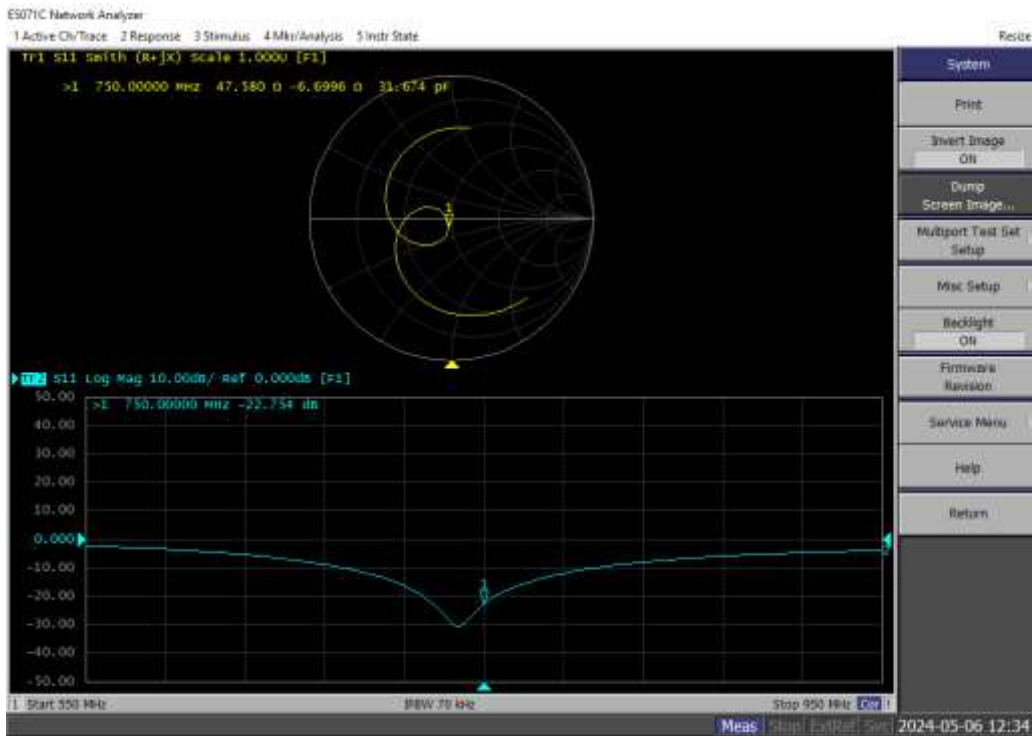 E5071C Network Analyzer
1 Active Ch/Trace 2 Response 3 Stimulus 4 Mkr/Analysis 5 Instr State
Resize
Tr1 S11 Smith (R+jX) Scale 1.000U [F1]
>1 750.00000 MHz 47.580 Ω -6.6996 Ω 31.674 pF
1
Tr2 S11 Log Mag 10.00dB/ Ref 0.000dB [F1]
>1 750.00000 MHz -22.754 dB
50.00
40.00
30.00
20.00
10.00
0.000
-10.00
-20.00
-30.00
-40.00
-50.00
1
1 Start 550 MHz
IFBW 70 kHz
Stop 950 MHz Cor !
Meas Stop ExtRef Svc 2024-05-06 12:34
System
Print
Invert Image
ON
Dump
Screen Image...
Multiport Test Set
Setup
Misc Setup
Backlight
ON
Firmware
Revision
Service Menu
Help
Return